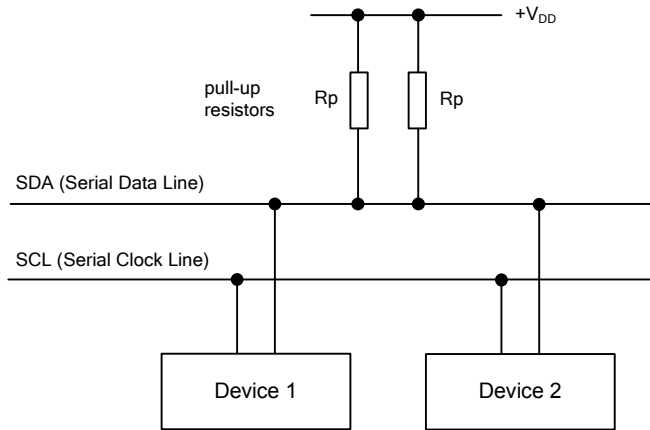 +VDD
pull-up
resistors
Rp
Rp
SDA (Serial Data Line)
SCL (Serial Clock Line)
Device 1
Device 2